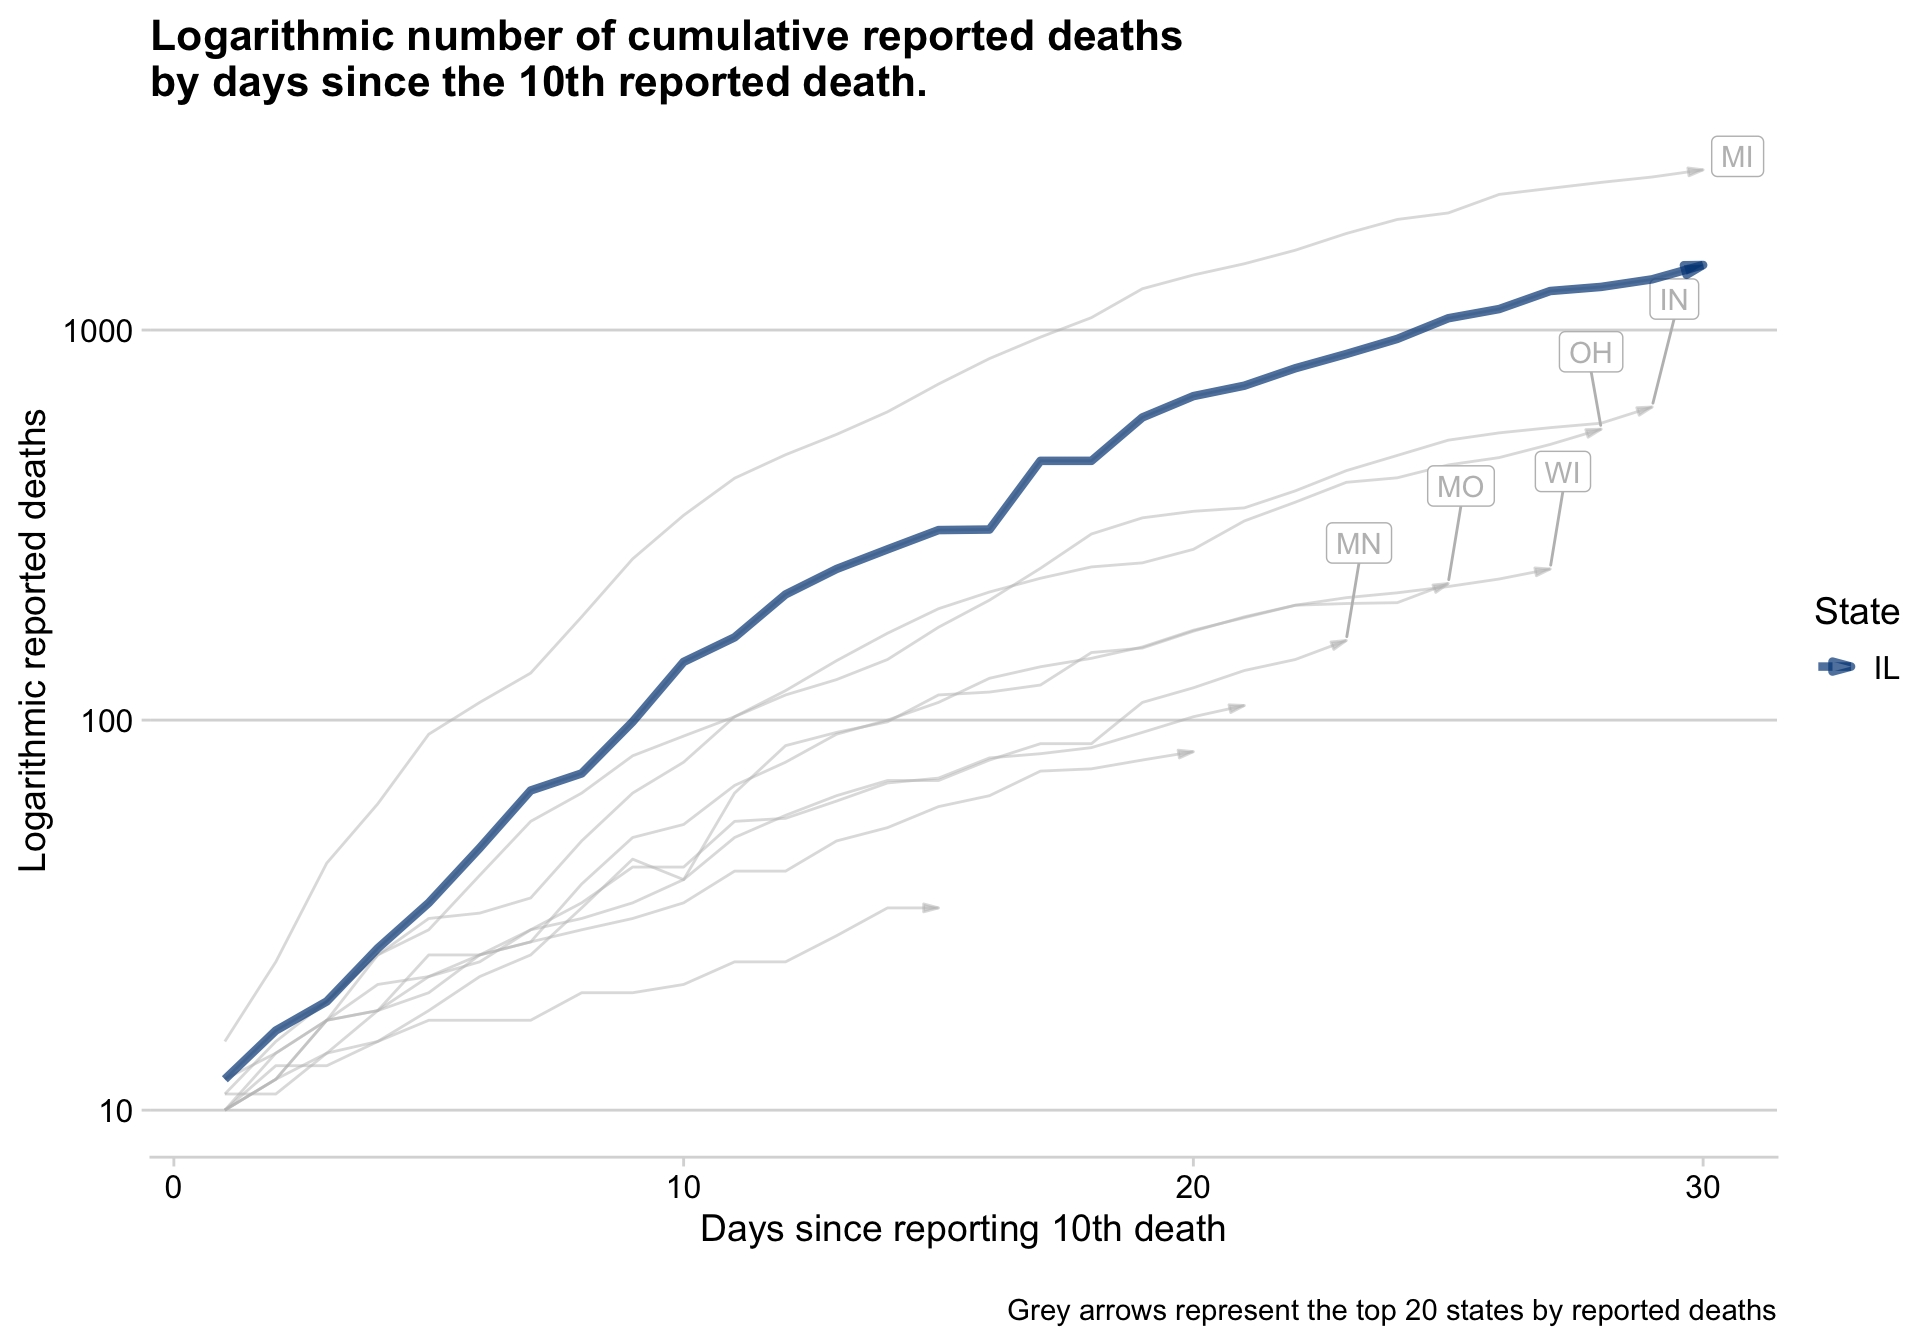 Logarithmic number of cumulative reported deaths
by days since the 10th reported death.
MI
IN
OH
WI
MO
MN
1000
100
10
Logarithmic reported deaths
State
IL
0
10
20
30
Days since reporting 10th death
Grey arrows represent the top 20 states by reported deaths